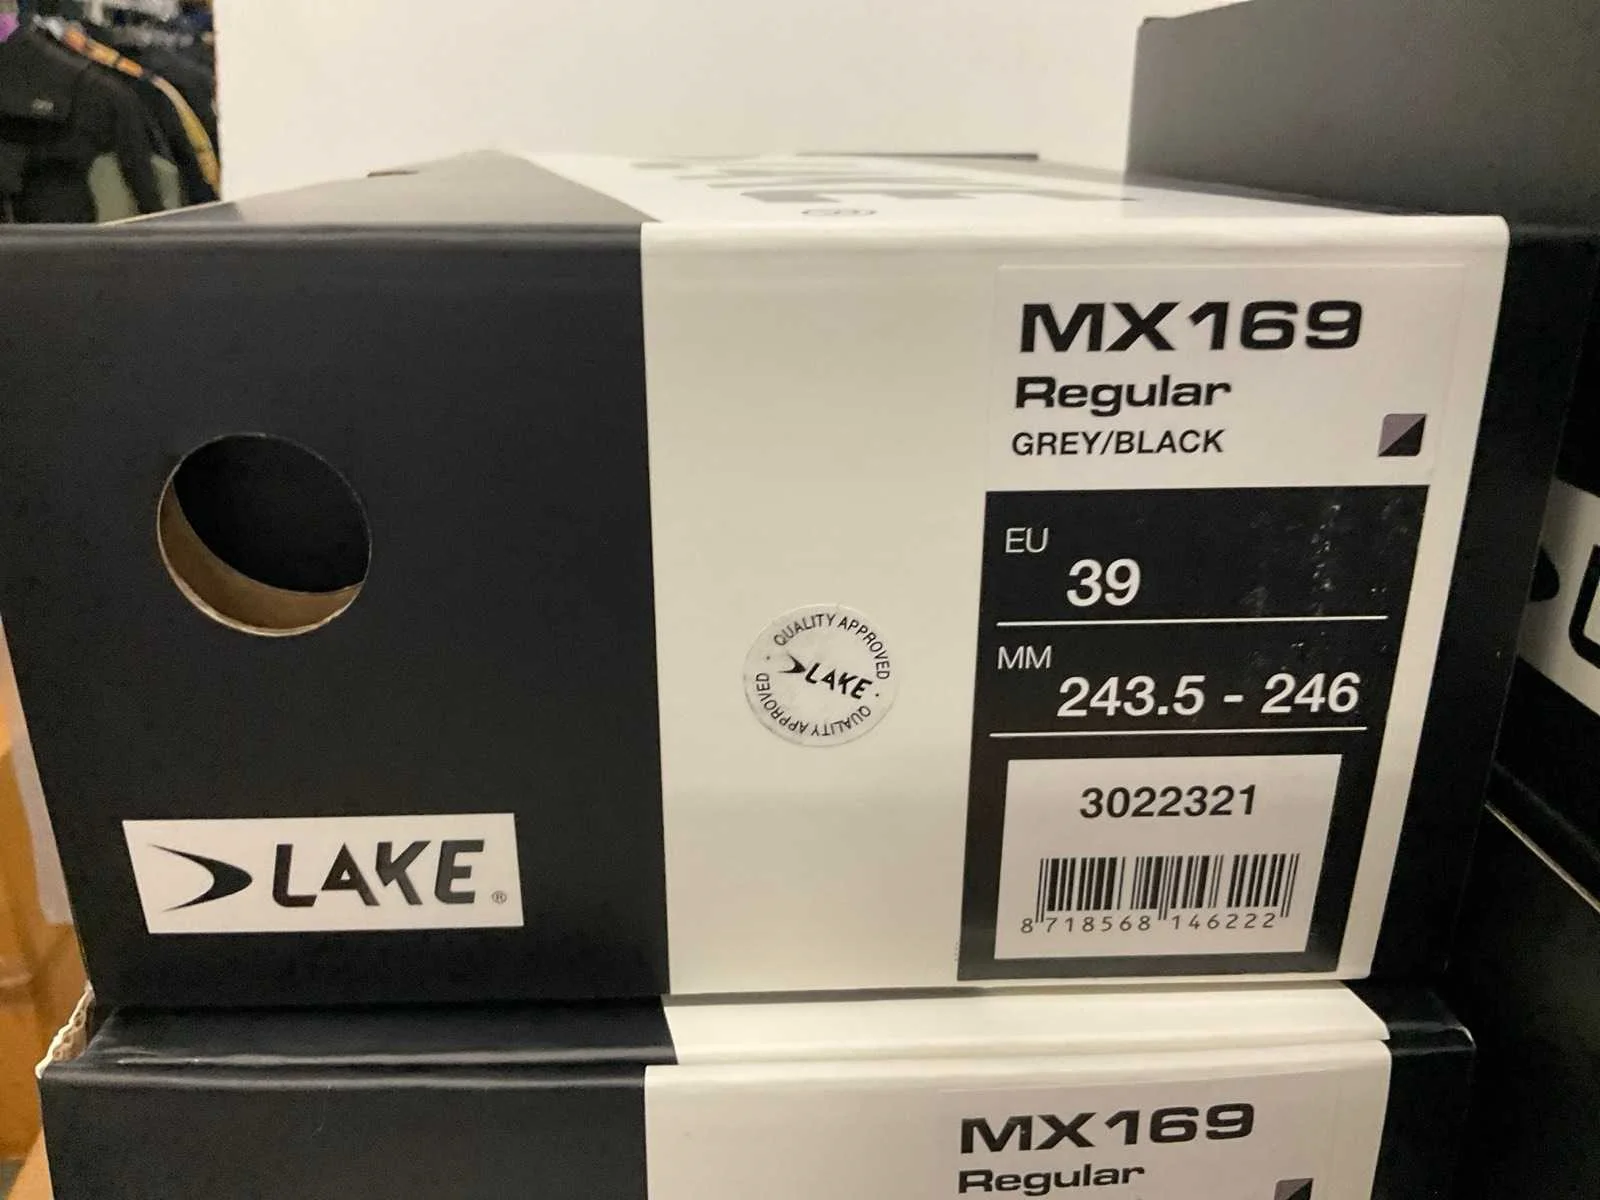 MX169
Regular
GREY/BLACK
EU
39
MM
243.5 - 246
3022321
8 718568 146222
QUALITY APPROVED · QUALITY APPROVED ·
LAKE
LAKE®
MX169
Regular